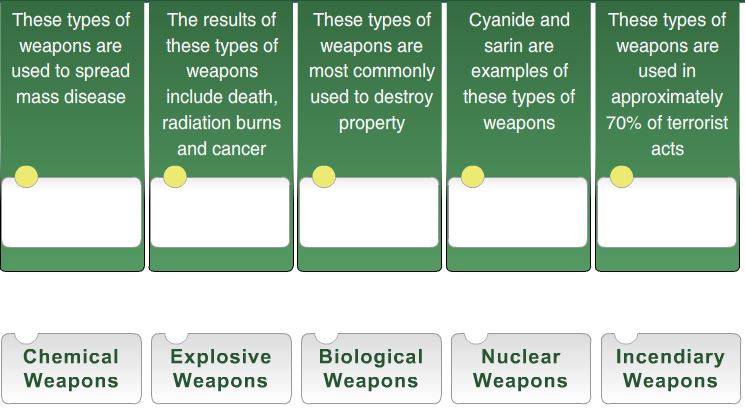 These types of
weapons are
used to spread
mass disease
The results of
these types of
weapons
include death,
radiation burns
and cancer
These types of
weapons are
most commonly
used to destroy
property
Cyanide and
sarin are
examples of
these types of
weapons
These types of
weapons are
used in
approximately
70% of terrorist
acts
Chemical
Weapons
Explosive
Weapons
Biological
Weapons
Nuclear
Weapons
Incendiary
Weapons